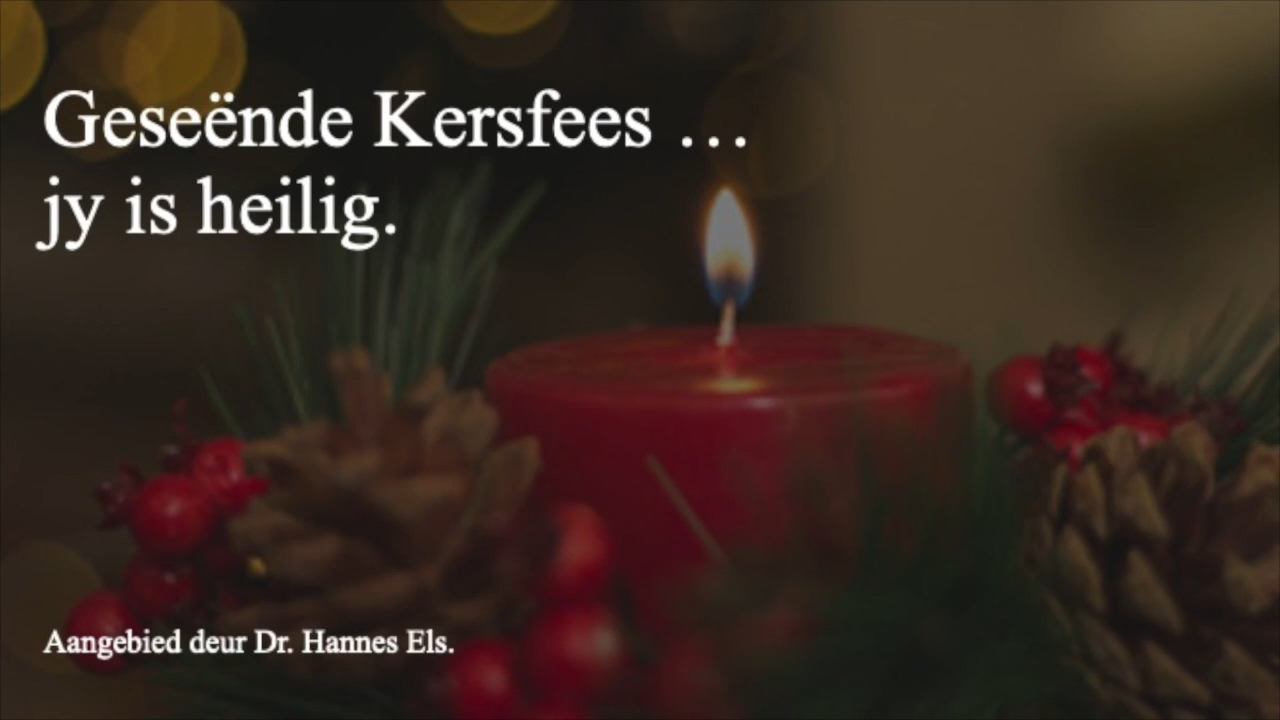 Geseënde Kersfees …
jy is heilig.
Aangebied deur Dr. Hannes Els.